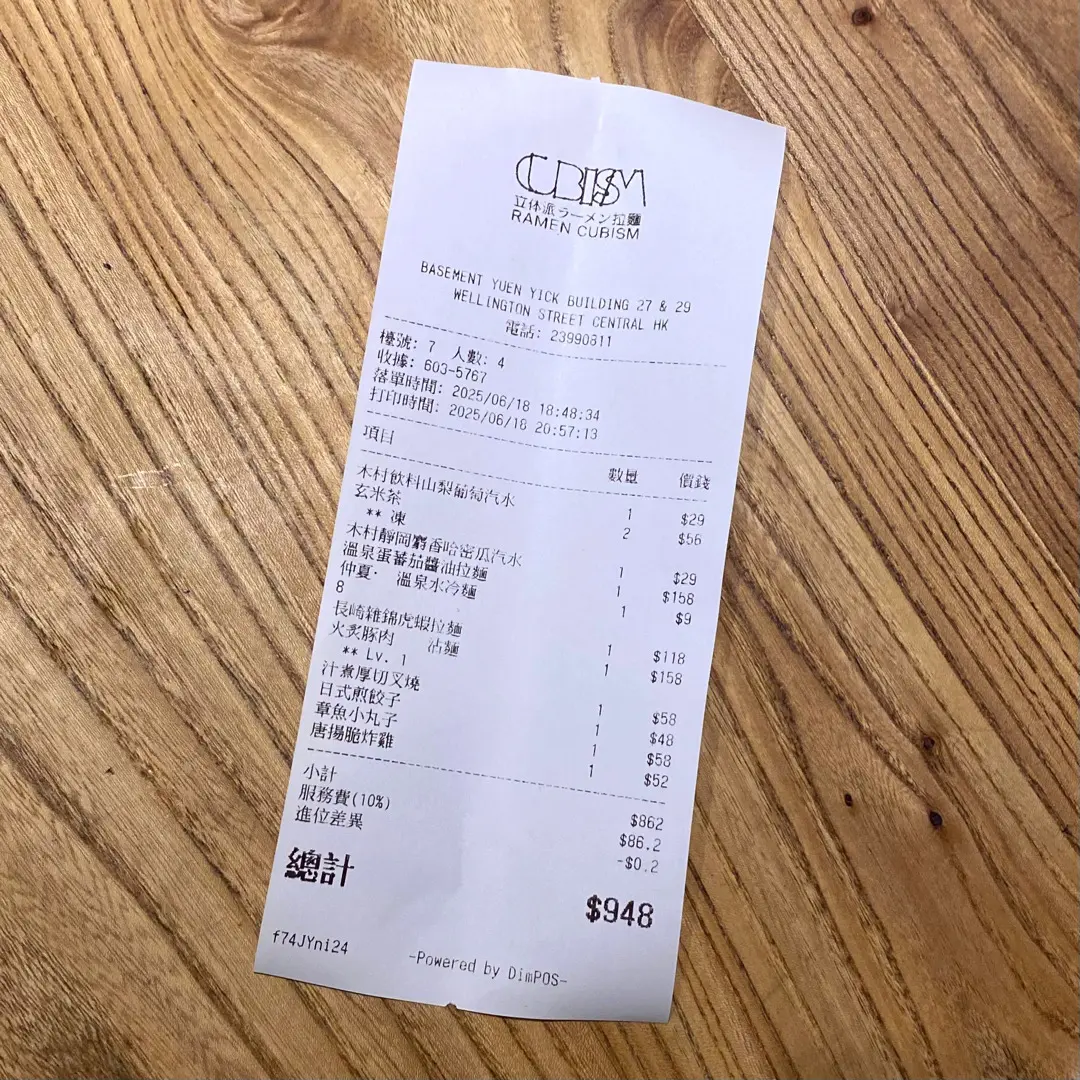 CUBISM
立体派ラーメン拉麵
RAMEN CUBISM
BASEMENT YUEN YICK BUILDING 27 & 29
WELLINGTON STREET CENTRAL HK
電話: 23990811
檯號: 7 人數: 4
收據: 603-5767
落單時間: 2025/06/18 18:48:34
打印時間: 2025/06/18 20:57:13
項目 數量 價錢
木村飲料山梨葡萄汽水 1 $29
玄米茶 2 $56
** 凍
木村靜岡麝香哈密瓜汽水 1 $29
溫泉蛋蕃茄醬油拉麵 1 $158
仲夏· 溫泉水冷麵 1 $9
8
長崎雜錦虎蝦拉麵 1 $118
火炙豚肉 沾麵 1 $158
** Lv. 1
汁煮厚切叉燒 1 $58
日式煎餃子 1 $48
章魚小丸子 1 $58
唐揚脆炸雞 1 $52
小計 $862
服務費(10%) $86.2
進位差異 -$0.2
總計 $948
f74JYni24
-Powered by DimPOS-